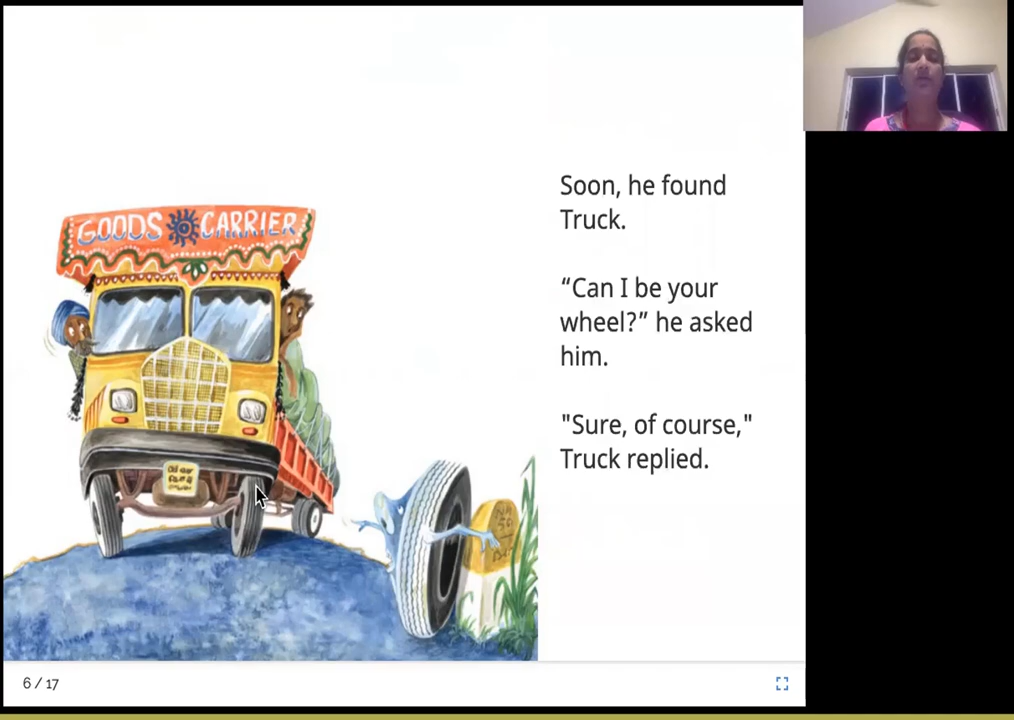 GOODS CARRIER
Soon, he found
Truck.
“Can I be your
wheel?” he asked
him.
"Sure, of course,"
Truck replied.
6 / 17